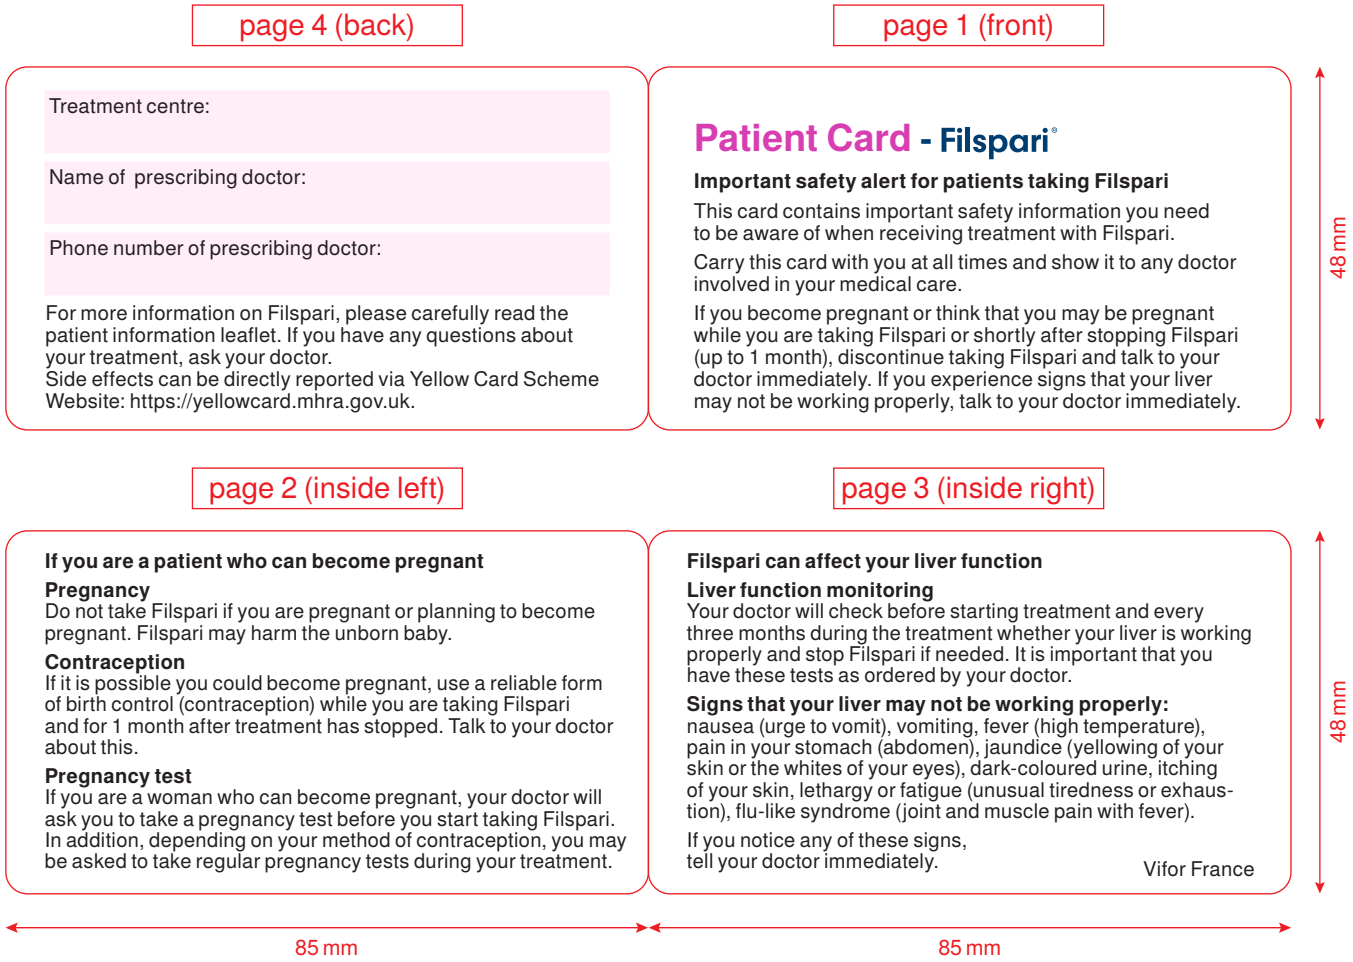 page 4 (back)
Treatment centre:
Name of prescribing doctor:
Phone number of prescribing doctor:
For more information on Filspari, please carefully read the
patient information leaflet. If you have any questions about
your treatment, ask your doctor.
Side effects can be directly reported via Yellow Card Scheme
Website: https://yellowcard.mhra.gov.uk.
page 1 (front)
Patient Card - Filspari®
Important safety alert for patients taking Filspari
This card contains important safety information you need
to be aware of when receiving treatment with Filspari.
Carry this card with you at all times and show it to any doctor
involved in your medical care.
If you become pregnant or think that you may be pregnant
while you are taking Filspari or shortly after stopping Filspari
(up to 1 month), discontinue taking Filspari and talk to your
doctor immediately. If you experience signs that your liver
may not be working properly, talk to your doctor immediately.
48 mm
page 2 (inside left)
If you are a patient who can become pregnant
Pregnancy
Do not take Filspari if you are pregnant or planning to become
pregnant. Filspari may harm the unborn baby.
Contraception
If it is possible you could become pregnant, use a reliable form
of birth control (contraception) while you are taking Filspari
and for 1 month after treatment has stopped. Talk to your doctor
about this.
Pregnancy test
If you are a woman who can become pregnant, your doctor will
ask you to take a pregnancy test before you start taking Filspari.
In addition, depending on your method of contraception, you may
be asked to take regular pregnancy tests during your treatment.
page 3 (inside right)
Filspari can affect your liver function
Liver function monitoring
Your doctor will check before starting treatment and every
three months during the treatment whether your liver is working
properly and stop Filspari if needed. It is important that you
have these tests as ordered by your doctor.
Signs that your liver may not be working properly:
nausea (urge to vomit), vomiting, fever (high temperature),
pain in your stomach (abdomen), jaundice (yellowing of your
skin or the whites of your eyes), dark-coloured urine, itching
of your skin, lethargy or fatigue (unusual tiredness or exhaus-
tion), flu-like syndrome (joint and muscle pain with fever).
If you notice any of these signs,
tell your doctor immediately.
Vifor France
48 mm
85 mm
85 mm